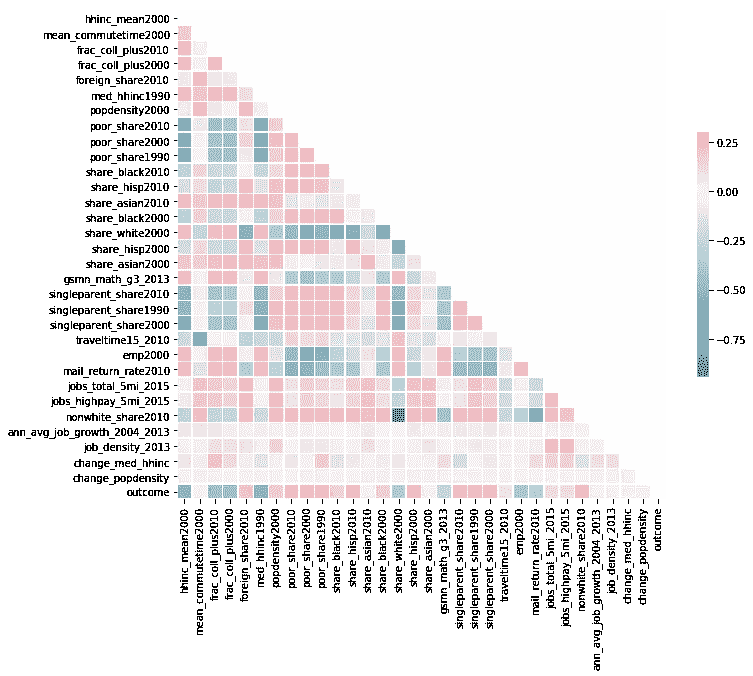 hhinc_mean2000
mean_commutetime2000
frac_coll_plus2010
frac_coll_plus2000
foreign_share2010
med_hhinc1990
popdensity2000
poor_share2010
poor_share2000
poor_share1990
share_black2010
share_hisp2010
share_asian2010
share_black2000
share_white2000
share_hisp2000
share_asian2000
gsmn_math_g3_2013
singleparent_share2010
singleparent_share1990
singleparent_share2000
traveltime15_2010
emp2000
mail_return_rate2010
jobs_total_5mi_2015
jobs_highpay_5mi_2015
nonwhite_share2010
ann_avg_job_growth_2004_2013
job_density_2013
change_med_hhinc
change_popdensity
outcome
0.25
0.00
-0.25
-0.50
-0.75
hhinc_mean2000
mean_commutetime2000
frac_coll_plus2010
frac_coll_plus2000
foreign_share2010
med_hhinc1990
popdensity2000
poor_share2010
poor_share2000
poor_share1990
share_black2010
share_hisp2010
share_asian2010
share_black2000
share_white2000
share_hisp2000
share_asian2000
gsmn_math_g3_2013
singleparent_share2010
singleparent_share1990
singleparent_share2000
traveltime15_2010
emp2000
mail_return_rate2010
jobs_total_5mi_2015
jobs_highpay_5mi_2015
nonwhite_share2010
ann_avg_job_growth_2004_2013
job_density_2013
change_med_hhinc
change_popdensity
outcome